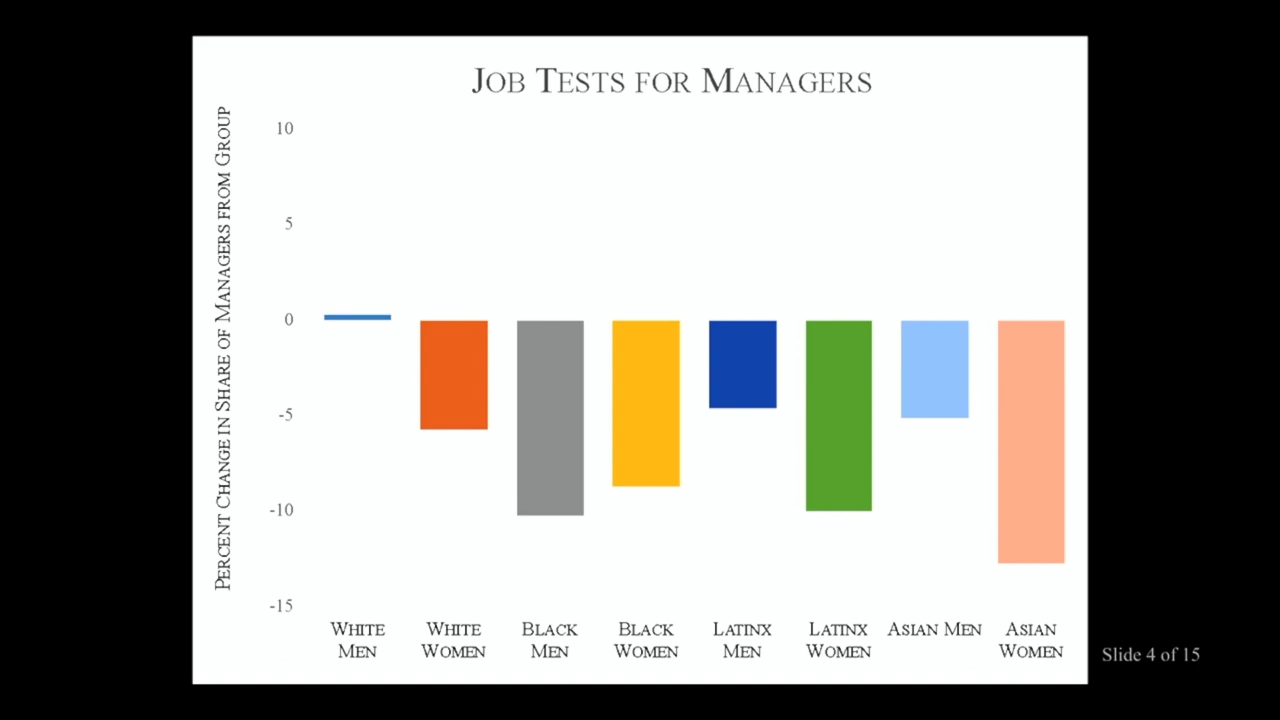 JOB TESTS FOR MANAGERS
PERCENT CHANGE IN SHARE OF MANAGERS FROM GROUP
10
5
0
-5
-10
-15
WHITE
MEN
WHITE
WOMEN
BLACK
MEN
BLACK
WOMEN
LATINX
MEN
LATINX
WOMEN
ASIAN MEN
ASIAN
WOMEN
Slide 4 of 15